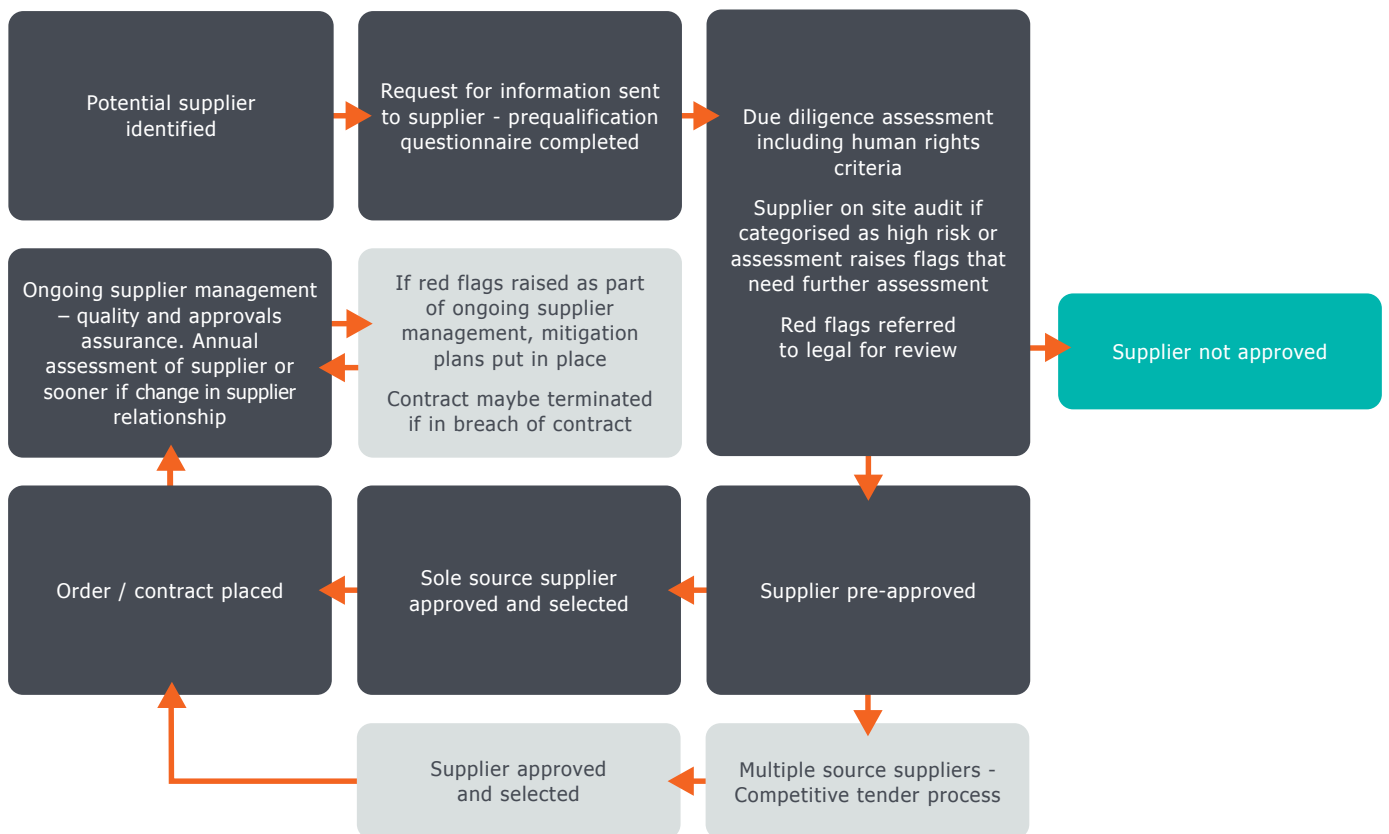 Potential supplier
identified
Request for information sent
to supplier - prequalification
questionnaire completed
Due diligence assessment
including human rights
criteria
Supplier on site audit if
categorised as high risk or
assessment raises flags that
need further assessment
Red flags referred
to legal for review
Supplier not approved
Ongoing supplier management
– quality and approvals
assurance. Annual
assessment of supplier or
sooner if change in supplier
relationship
If red flags raised as part
of ongoing supplier
management, mitigation
plans put in place
Contract maybe terminated
if in breach of contract
Order / contract placed
Sole source supplier
approved and selected
Supplier pre-approved
Supplier approved
and selected
Multiple source suppliers -
Competitive tender process